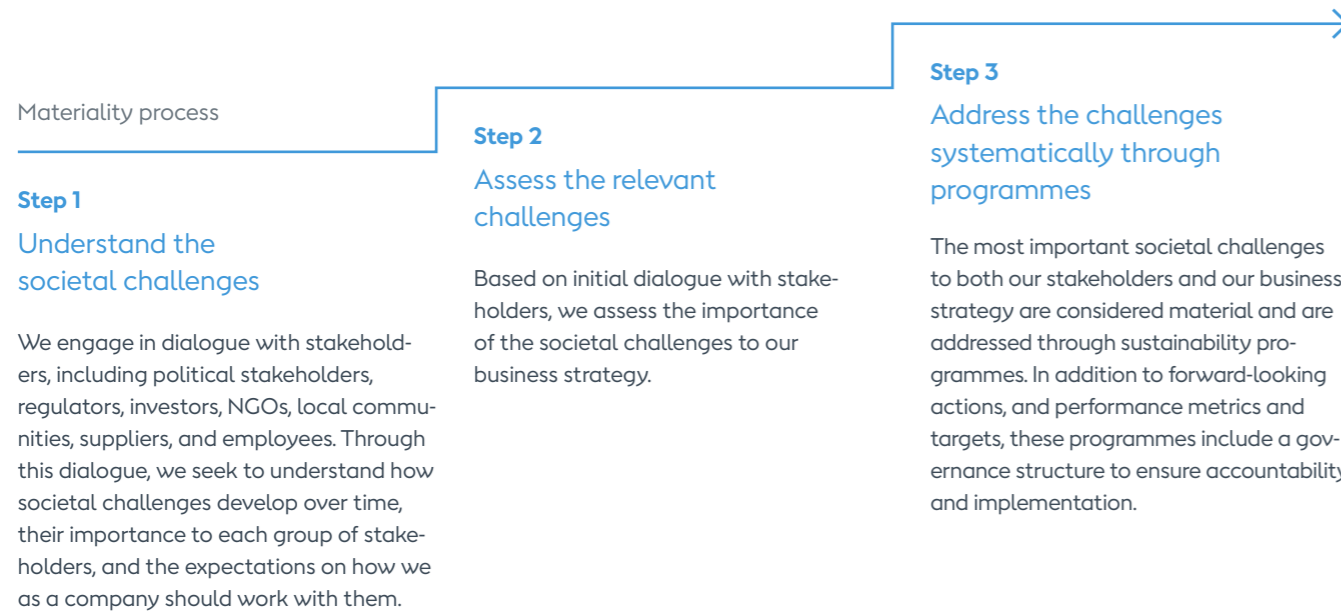 Materiality process
Step 1
Understand the
societal challenges
We engage in dialogue with stakehold-
ers, including political stakeholders,
regulators, investors, NGOs, local commu-
nities, suppliers, and employees. Through
this dialogue, we seek to understand how
societal challenges develop over time,
their importance to each group of stake-
holders, and the expectations on how we
as a company should work with them.
Step 2
Assess the relevant
challenges
Based on initial dialogue with stake-
holders, we assess the importance
of the societal challenges to our
business strategy.
Step 3
Address the challenges
systematically through
programmes
The most important societal challenges
to both our stakeholders and our business
strategy are considered material and are
addressed through sustainability pro-
grammes. In addition to forward-looking
actions, and performance metrics and
targets, these programmes include a gov-
ernance structure to ensure accountability
and implementation.